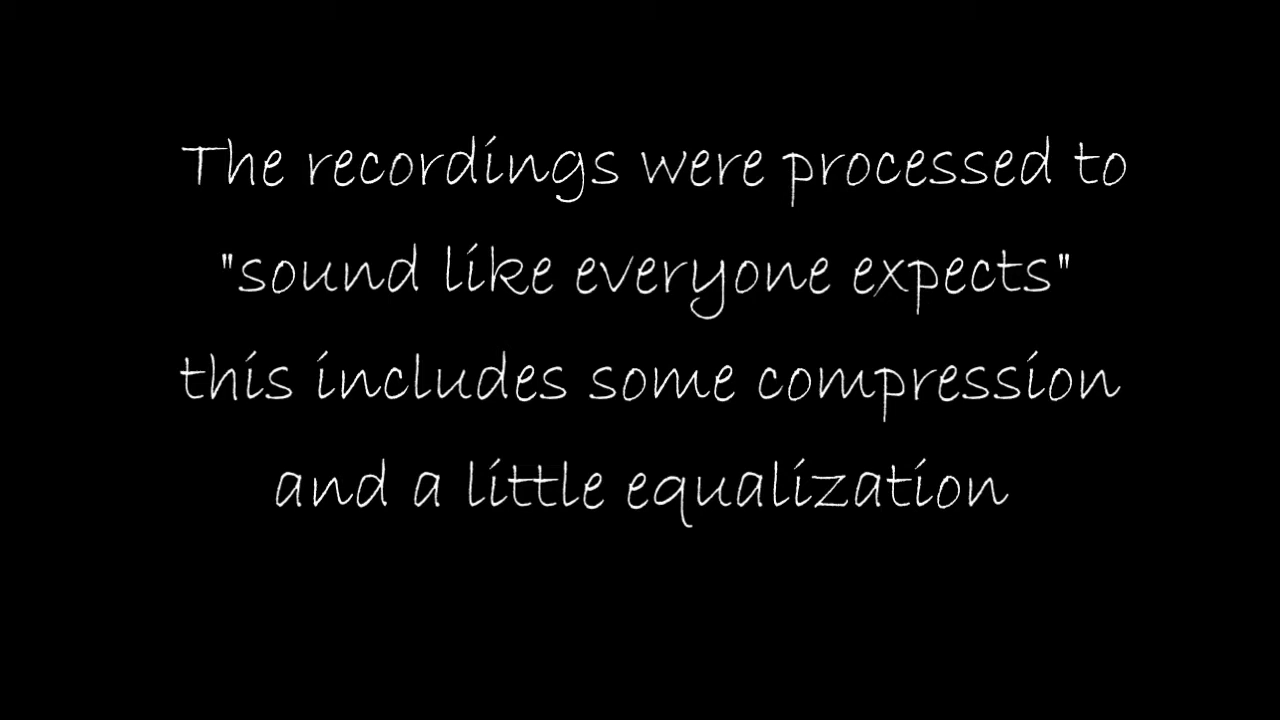 The recordings were processed to
"sound like everyone expects"
this includes some compression
and a little equalization